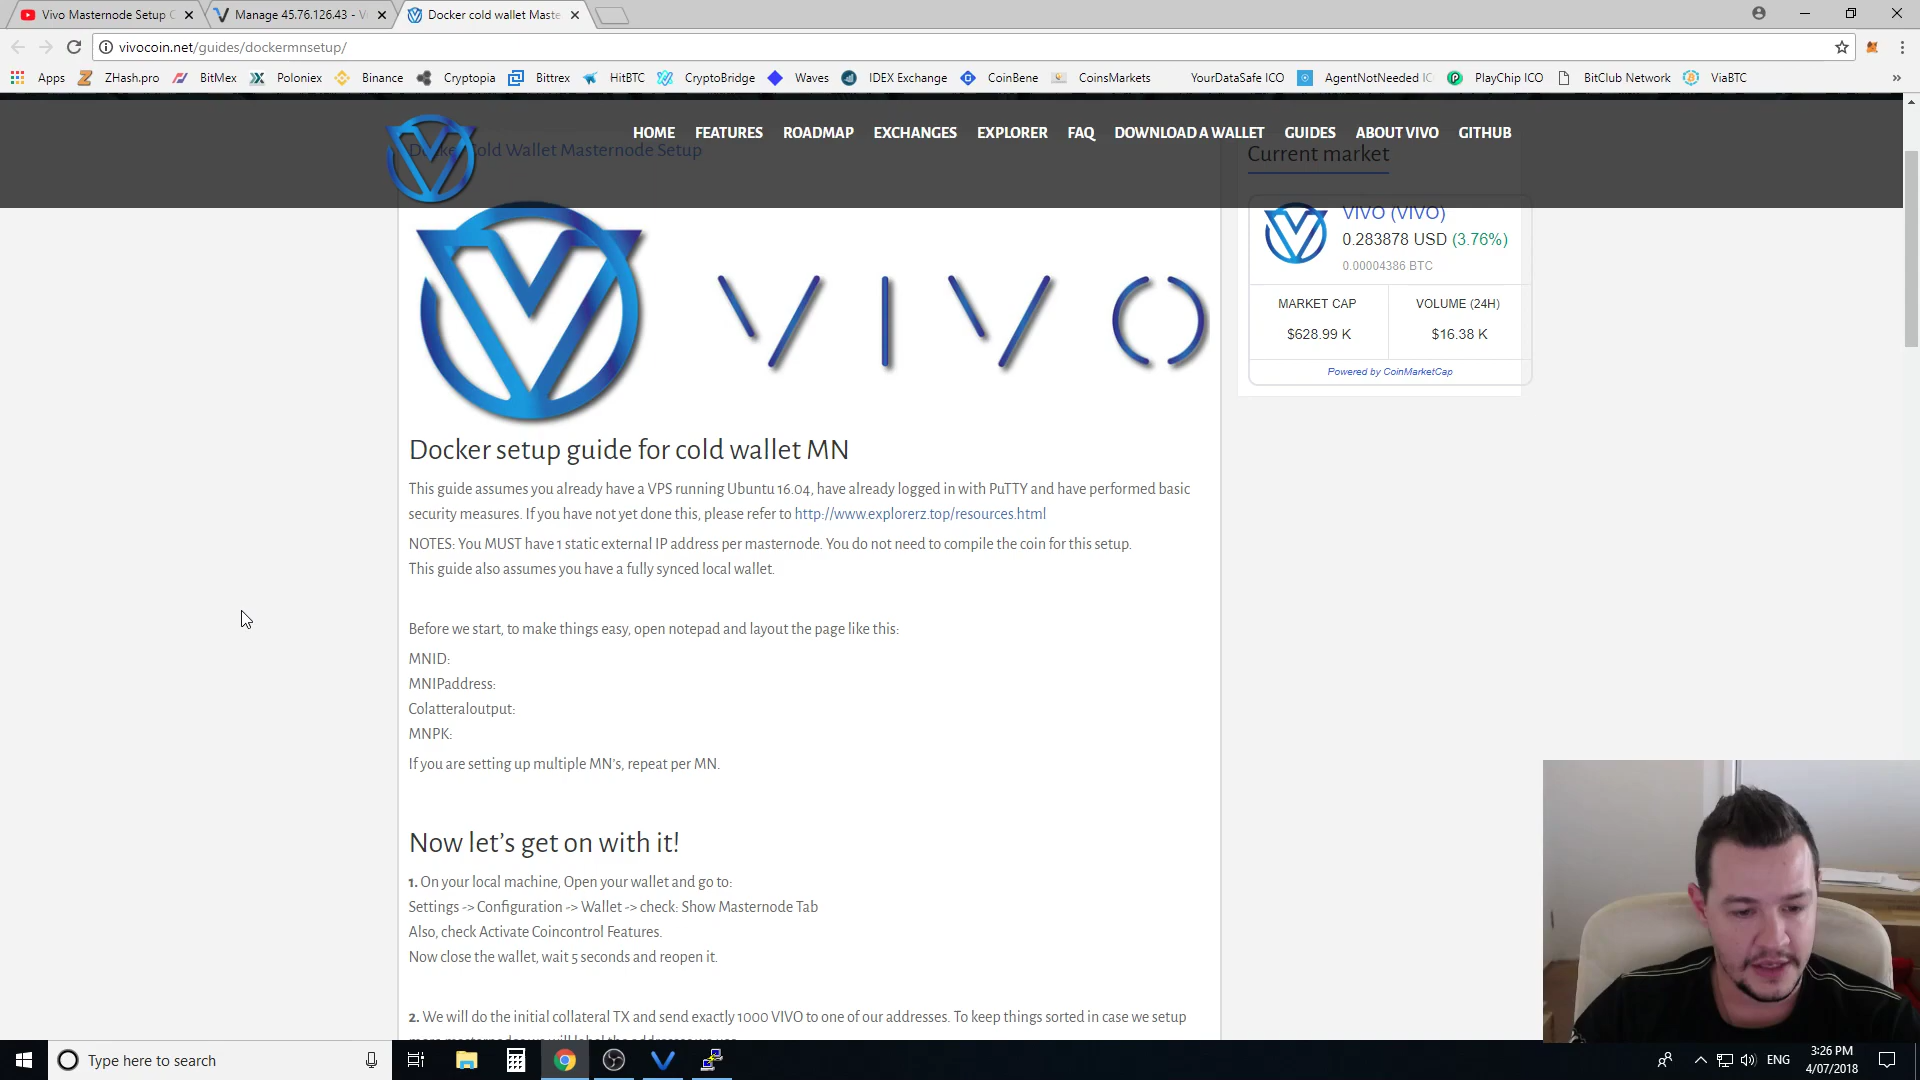 Vivo Masternode Setup
Manage 45.76.126.43 -
Docker cold wallet Maste
vivocoin.net/guides/dockermnsetup/
Apps
ZHash.pro
BitMex
Poloniex
Binance
Cryptopia
Bittrex
HitBTC
CryptoBridge
Waves
IDEX Exchange
CoinBene
CoinsMarkets
YourDataSafe ICO
AgentNotNeeded IC
PlayChip ICO
BitClub Network
ViaBTC
HOME
FEATURES
ROADMAP
EXCHANGES
EXPLORER
FAQ
DOWNLOAD A WALLET
GUIDES
ABOUT VIVO
GITHUB
Docker Cold Wallet Masternode Setup
VIVO
Docker setup guide for cold wallet MN
This guide assumes you already have a VPS running Ubuntu 16.04, have already logged in with PuTTY and have performed basic
security measures. If you have not yet done this, please refer to http://www.explorerz.top/resources.html
NOTES: You MUST have 1 static external IP address per masternode. You do not need to compile the coin for this setup.
This guide also assumes you have a fully synced local wallet.
Before we start, to make things easy, open notepad and layout the page like this:
MNID:
MNIPaddress:
Colatteraloutput:
MNPK:
If you are setting up multiple MN's, repeat per MN.
Now let's get on with it!
1. On your local machine, Open your wallet and go to:
Settings -> Configuration -> Wallet -> check: Show Masternode Tab
Also, check Activate Coincontrol Features.
Now close the wallet, wait 5 seconds and reopen it.
2. We will do the initial collateral TX and send exactly 1000 VIVO to one of our addresses. To keep things sorted in case we setup
Current market
VIVO (VIVO)
0.283878 USD (3.76%)
0.00004386 BTC
MARKET CAP
$628.99 K
VOLUME (24H)
$16.38 K
Powered by CoinMarketCap
Type here to search
ENG
3:26 PM
4/07/2018